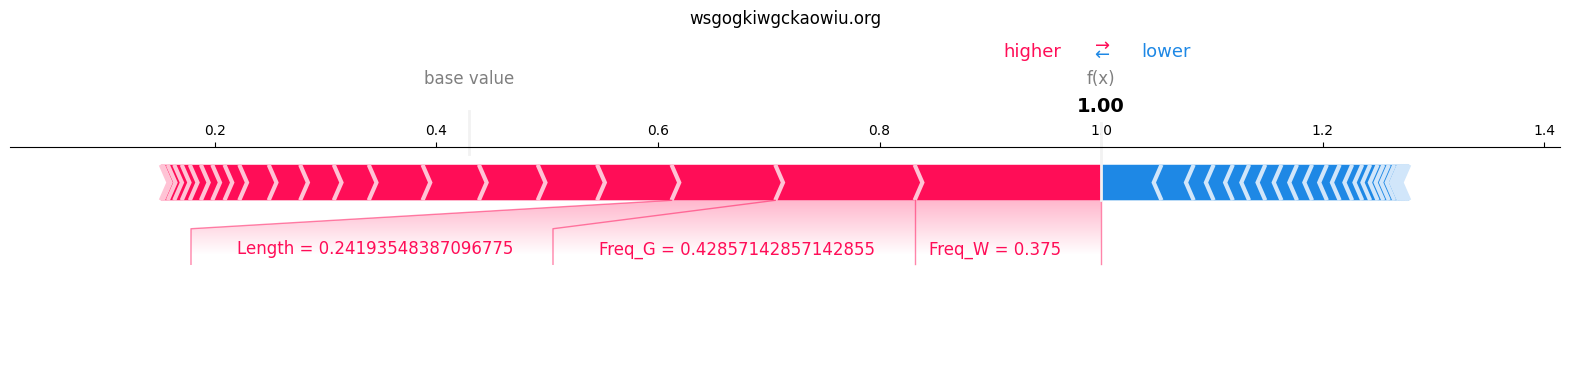 wsgogkiwgckaowiu.org
higher ⇄ lower
base value f(x)
1.00
0.2 0.4 0.6 0.8 1.0 1.2 1.4
Length = 0.24193548387096775 Freq_G = 0.42857142857142855 Freq_W = 0.375